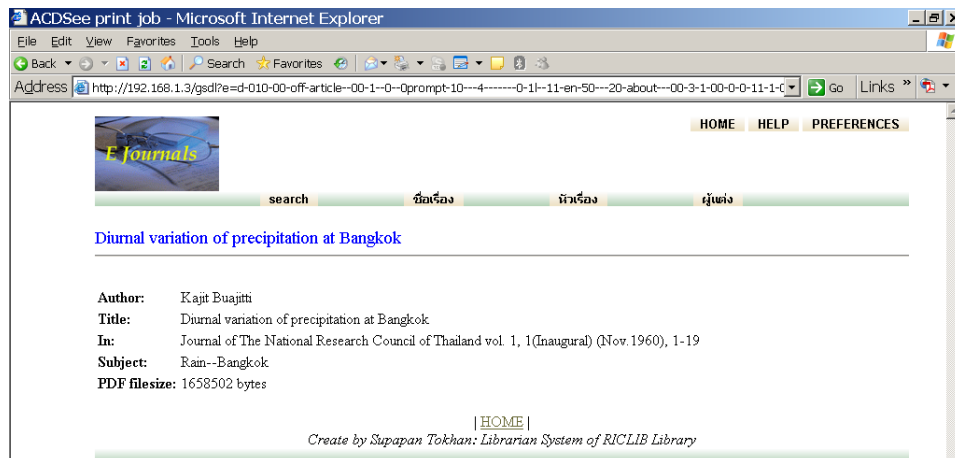 ACDSee print job - Microsoft Internet Explorer
File Edit View Favorites Tools Help
Back Search Favorites
Address http://192.168.1.3/gsdl?e=d-010-00-off-article--00-1--0--0prompt-10---4-------0-1l--11-en-50---20-about---00-3-1-00-0-0-11-1-0 Go Links »
E Journals
HOME HELP PREFERENCES
search ชื่อเรื่อง หัวเรื่อง ผู้แต่ง
Diurnal variation of precipitation at Bangkok
Author: Kajit Buajitti
Title: Diurnal variation of precipitation at Bangkok
In: Journal of The National Research Council of Thailand vol. 1, 1(Inaugural) (Nov.1960), 1-19
Subject: Rain--Bangkok
PDF filesize: 1658502 bytes
| HOME |
Create by Supapan Tokhan: Librarian System of RICLIB Library